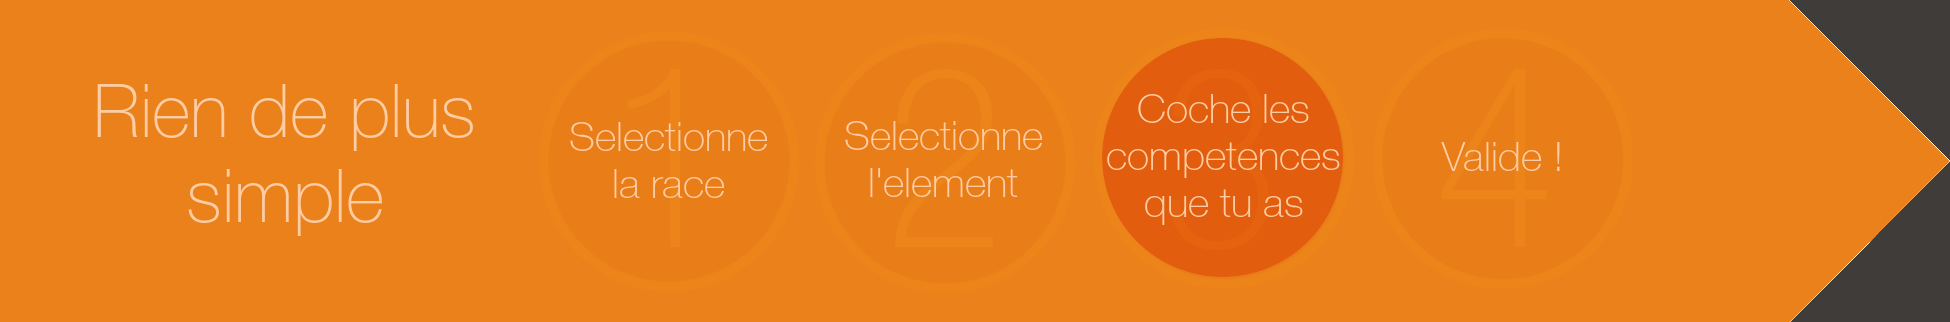 Rien de plus
simple
1
Selectionne
la race
2
Selectionne
l'element
3
Coche les
competences
que tu as
4
Valide !